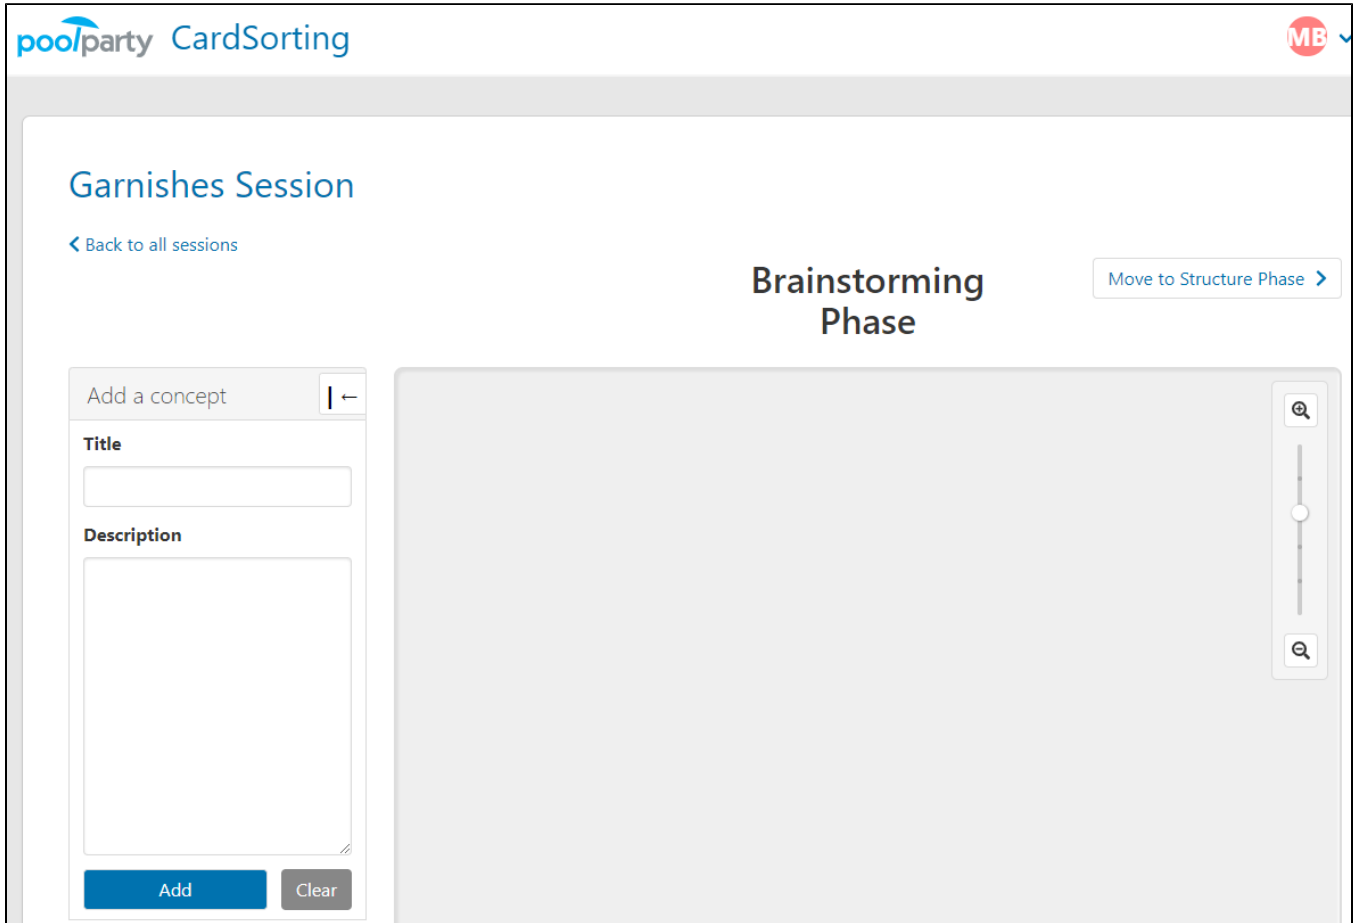 poolparty CardSorting
MB
Garnishes Session
Back to all sessions
Brainstorming
Phase
Move to Structure Phase
Add a concept
Title
Description
Add
Clear